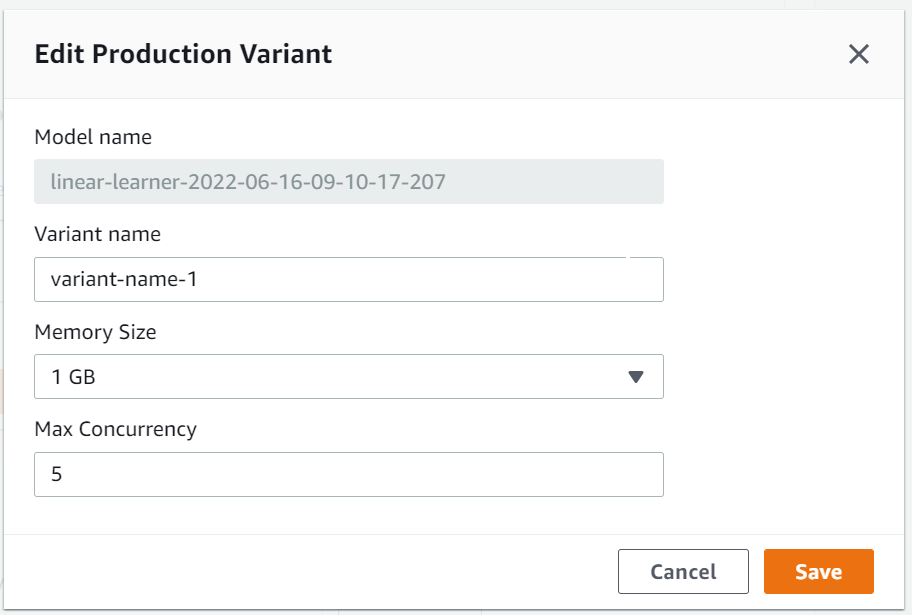 Edit Production Variant
Model name
linear-learner-2022-06-16-09-10-17-207
Variant name
variant-name-1
Memory Size
1 GB
Max Concurrency
5
Cancel Save